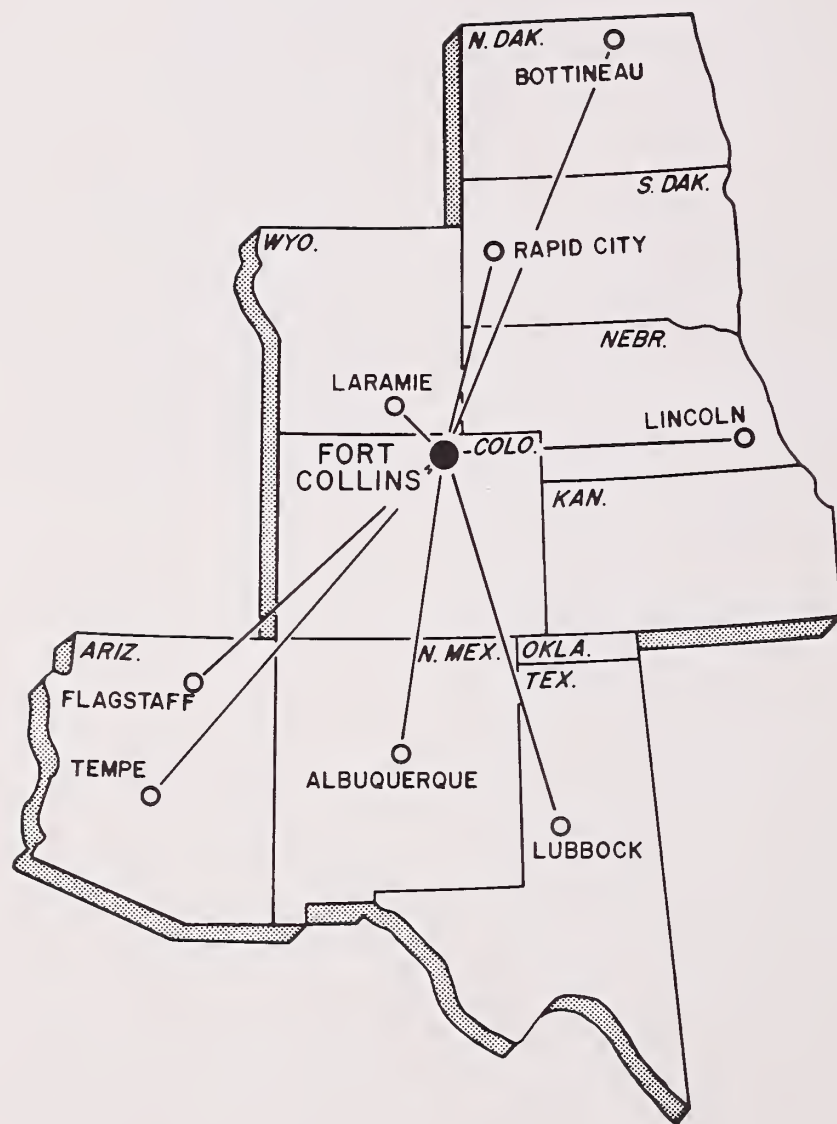 N. DAK.
BOTTINEAU
S. DAK.
WYO.
RAPID CITY
NEBR.
LARAMIE
LINCOLN
FORT
COLLINS
COLO.
KAN.
ARIZ.
N. MEX.
OKLA.
TEX.
FLAGSTAFF
TEMPE
ALBUQUERQUE
LUBBOCK